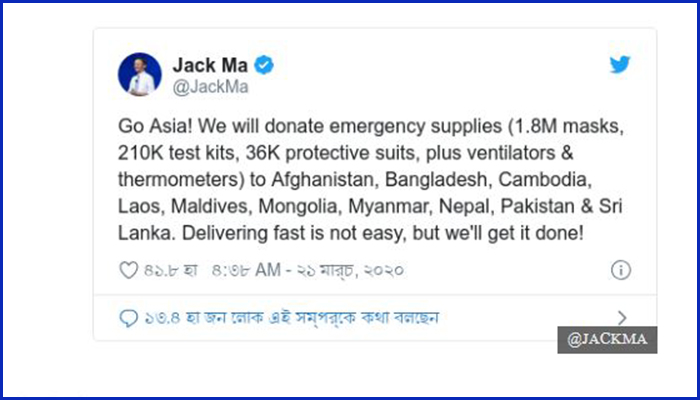 Jack Ma
@JackMa
Go Asia! We will donate emergency supplies (1.8M masks,
210K test kits, 36K protective suits, plus ventilators &
thermometers) to Afghanistan, Bangladesh, Cambodia,
Laos, Maldives, Mongolia, Myanmar, Nepal, Pakistan & Sri
Lanka. Delivering fast is not easy, but we'll get it done!
৪১.৮ হা ৪:৩৮ AM - ২১ মার্চ, ২০২০
১৩.৪ হা জন লোক এই সম্পর্কে কথা বলছেন
@JACKMA